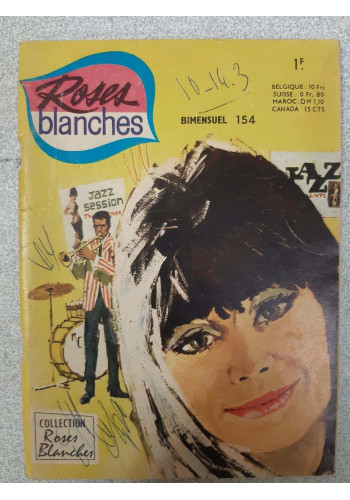 Roses
blanches
10-14.3
BIMENSUEL 154
1F.
BELGIQUE: 10 Frs
SUISSE: 0 Fr, 80
MAROC: DH 1,10
CANADA 15 CTS
JAZZ
SESSION
JAZZ
COLLECTION
Roses
Blanches